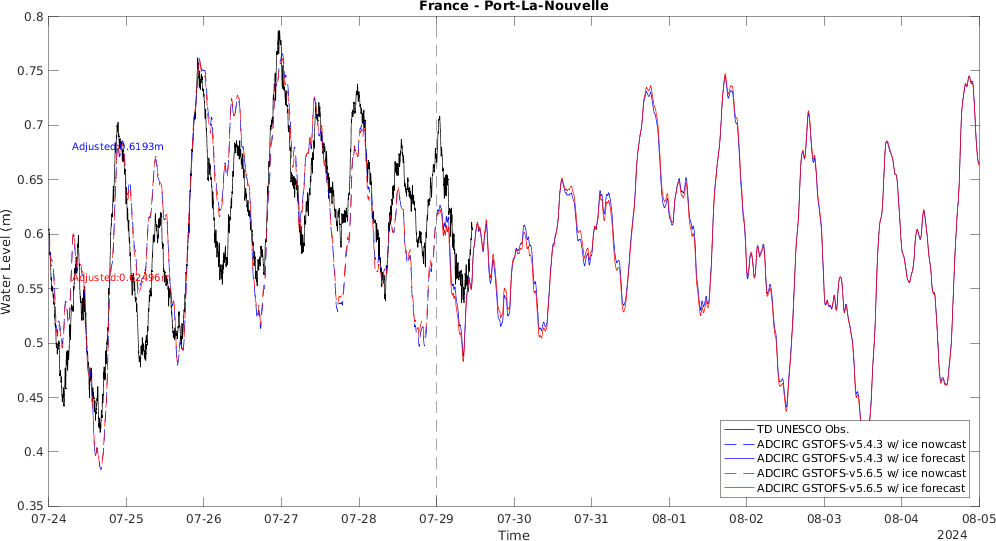 France - Port-La-Nouvelle
Water Level (m)
0.8
0.75
0.7
0.65
0.6
0.55
0.5
0.45
0.4
0.35
Adjusted:0.6193m
Adjusted:0.62496m
TD UNESCO Obs.
ADCIRC GSTOFS-v5.4.3 w/ ice nowcast
ADCIRC GSTOFS-v5.4.3 w/ ice forecast
ADCIRC GSTOFS-v5.6.5 w/ ice nowcast
ADCIRC GSTOFS-v5.6.5 w/ ice forecast
07-24 07-25 07-26 07-27 07-28 07-29 07-30 07-31 08-01 08-02 08-03 08-04 08-05
Time
2024